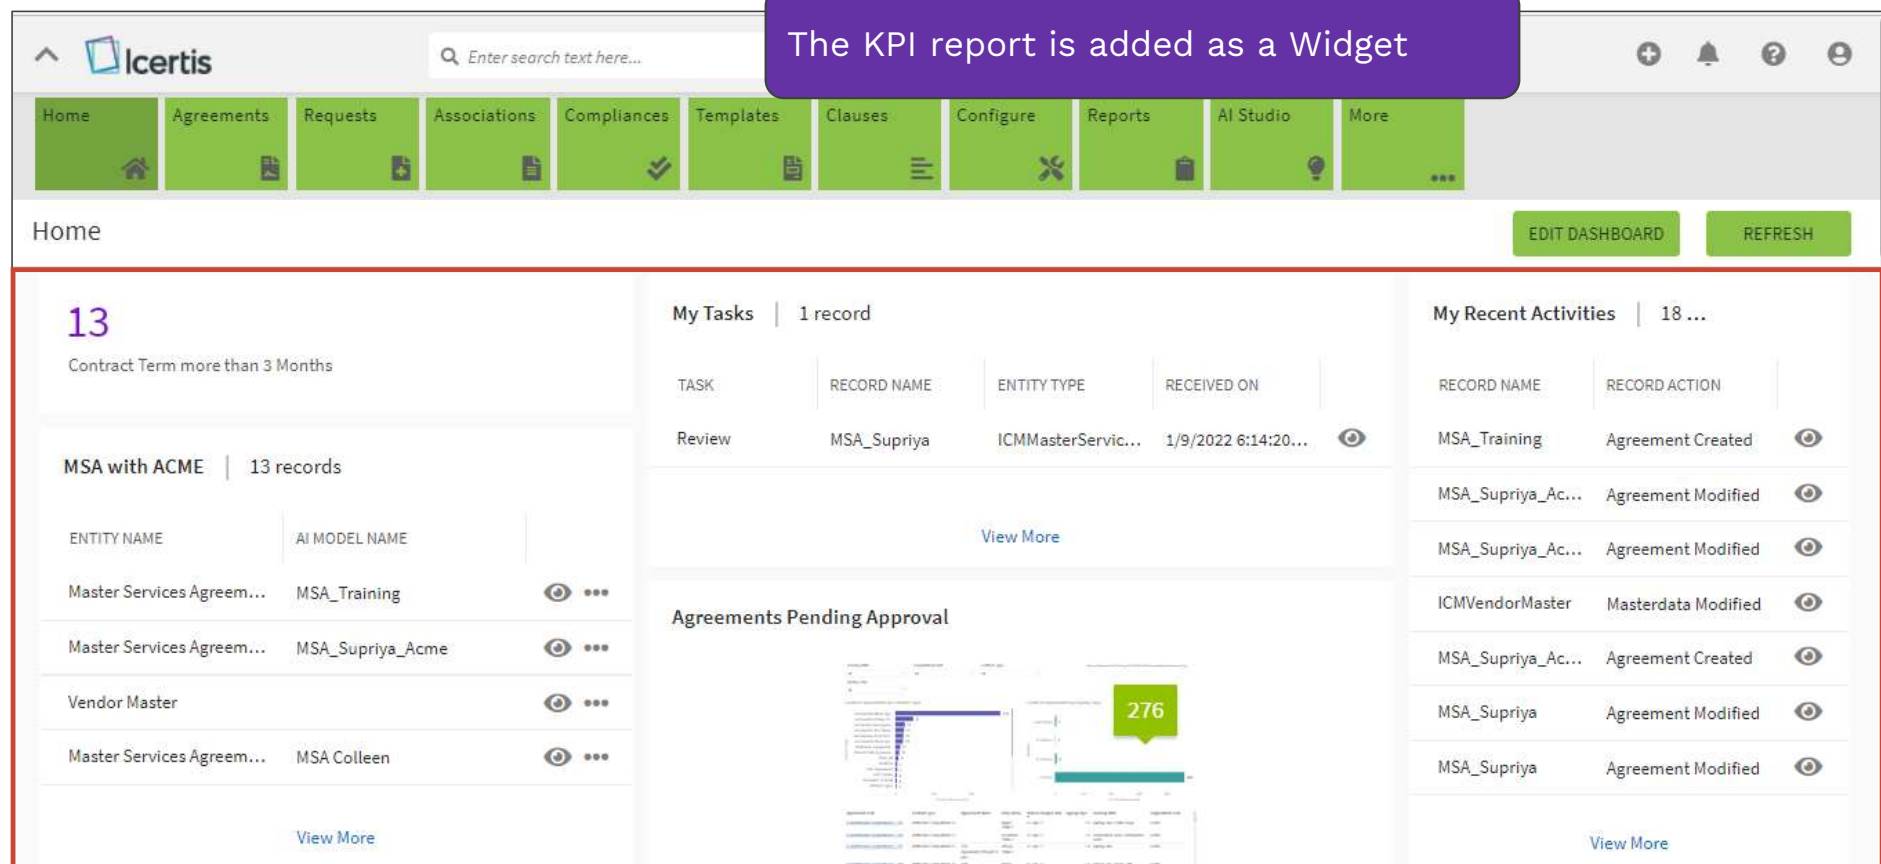 The KPI report is added as a Widget
Icertis
Enter search text here...
Home
Agreements
Requests
Associations
Compliances
Templates
Clauses
Configure
Reports
AI Studio
More
Home
EDIT DASHBOARD
REFRESH
13
Contract Term more than 3 Months
MSA with ACME | 13 records
ENTITY NAME AI MODEL NAME
Master Services Agreem... MSA_Training
Master Services Agreem... MSA_Supriya_Acme
Vendor Master
Master Services Agreem... MSA Colleen
View More
My Tasks | 1 record
TASK RECORD NAME ENTITY TYPE RECEIVED ON
Review MSA_Supriya ICMMasterServic... 1/9/2022 6:14:20...
View More
Agreements Pending Approval
276
My Recent Activities | 18 ...
RECORD NAME RECORD ACTION
MSA_Training Agreement Created
MSA_Supriya_Ac... Agreement Modified
MSA_Supriya_Ac... Agreement Modified
ICMVendorMaster Masterdata Modified
MSA_Supriya_Ac... Agreement Created
MSA_Supriya Agreement Modified
MSA_Supriya Agreement Modified
View More